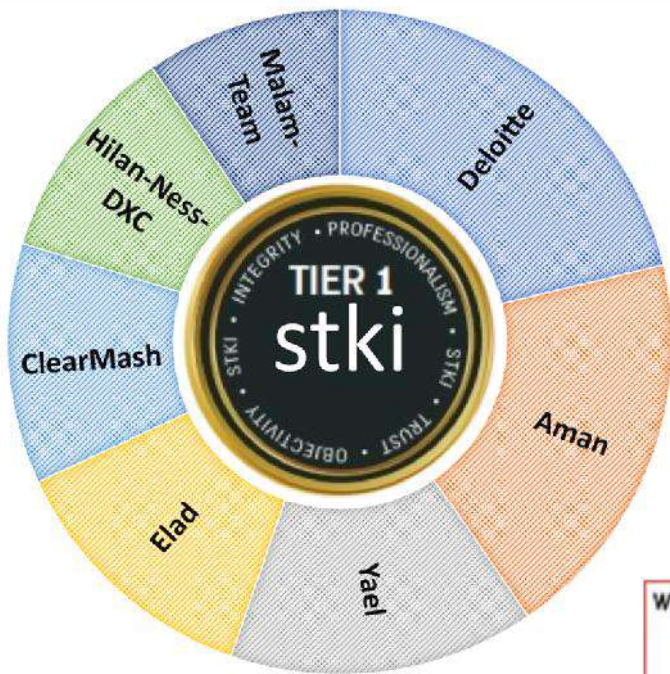 Malam-
Team
Deloitte
Hilan-Ness-
DXC
ClearMash
Aman
Elad
Yael
INTEGRITY • PROFESSIONALISM • STKI • TRUST • OBJECTIVITY • STKI •
TIER 1
stki
W